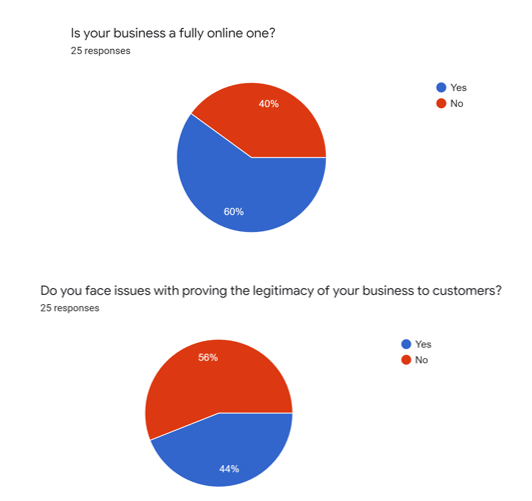 Is your business a fully online one?
25 responses
Yes
No
40%
60%
Do you face issues with proving the legitimacy of your business to customers?
25 responses
Yes
No
56%
44%